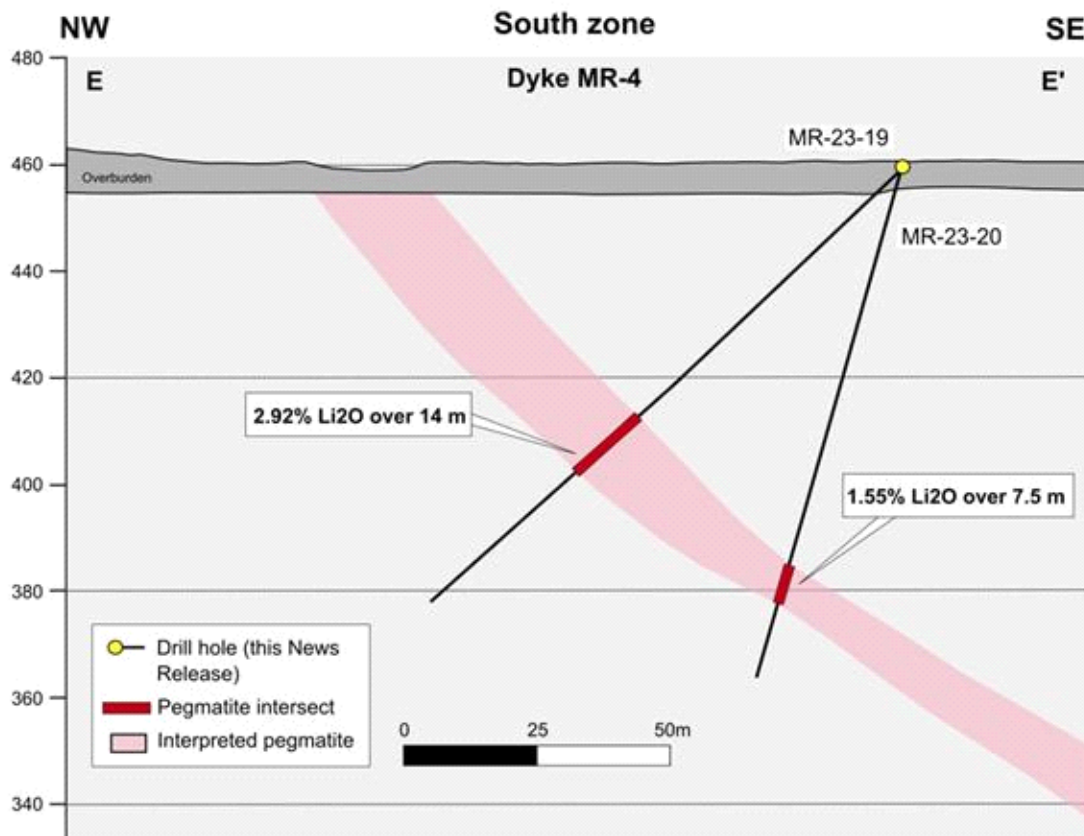 NW
South zone
SE
480
E
Dyke MR-4
E'
MR-23-19
460
Overburden
MR-23-20
440
420
2.92% Li2O over 14 m
400
1.55% Li2O over 7.5 m
380
Drill hole (this News
Release)
360
Pegmatite intersect
0 25 50m
Interpreted pegmatite
340